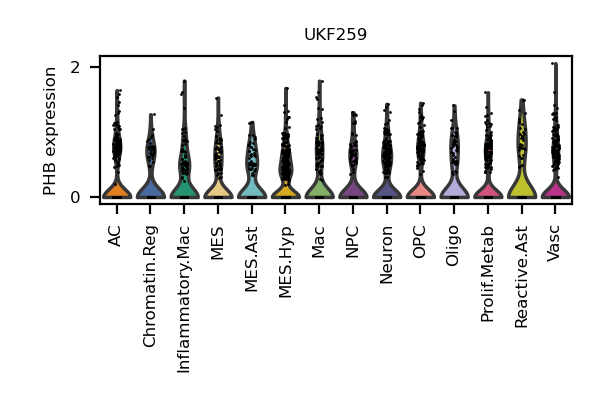 UKF259
PHB expression
2
0
AC
Chromatin.Reg
Inflammatory.Mac
MES
MES.Ast
MES.Hyp
Mac
NPC
Neuron
OPC
Oligo
Prolif.Metab
Reactive.Ast
Vasc